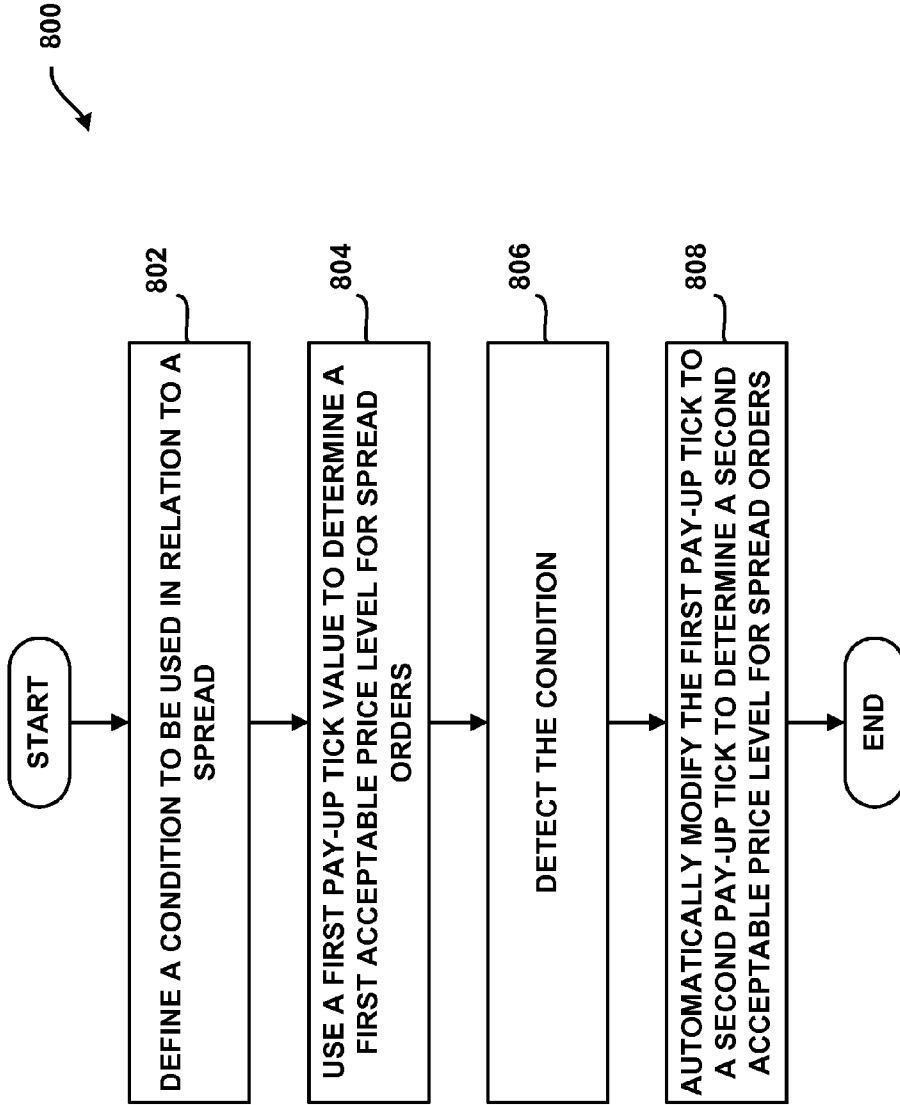 800
START
802
DEFINE A CONDITION TO BE USED IN RELATION TO A
SPREAD
804
USE A FIRST PAY-UP TICK VALUE TO DETERMINE A
FIRST ACCEPTABLE PRICE LEVEL FOR SPREAD
ORDERS
806
DETECT THE CONDITION
808
AUTOMATICALLY MODIFY THE FIRST PAY-UP TICK TO
A SECOND PAY-UP TICK TO DETERMINE A SECOND
ACCEPTABLE PRICE LEVEL FOR SPREAD ORDERS
END